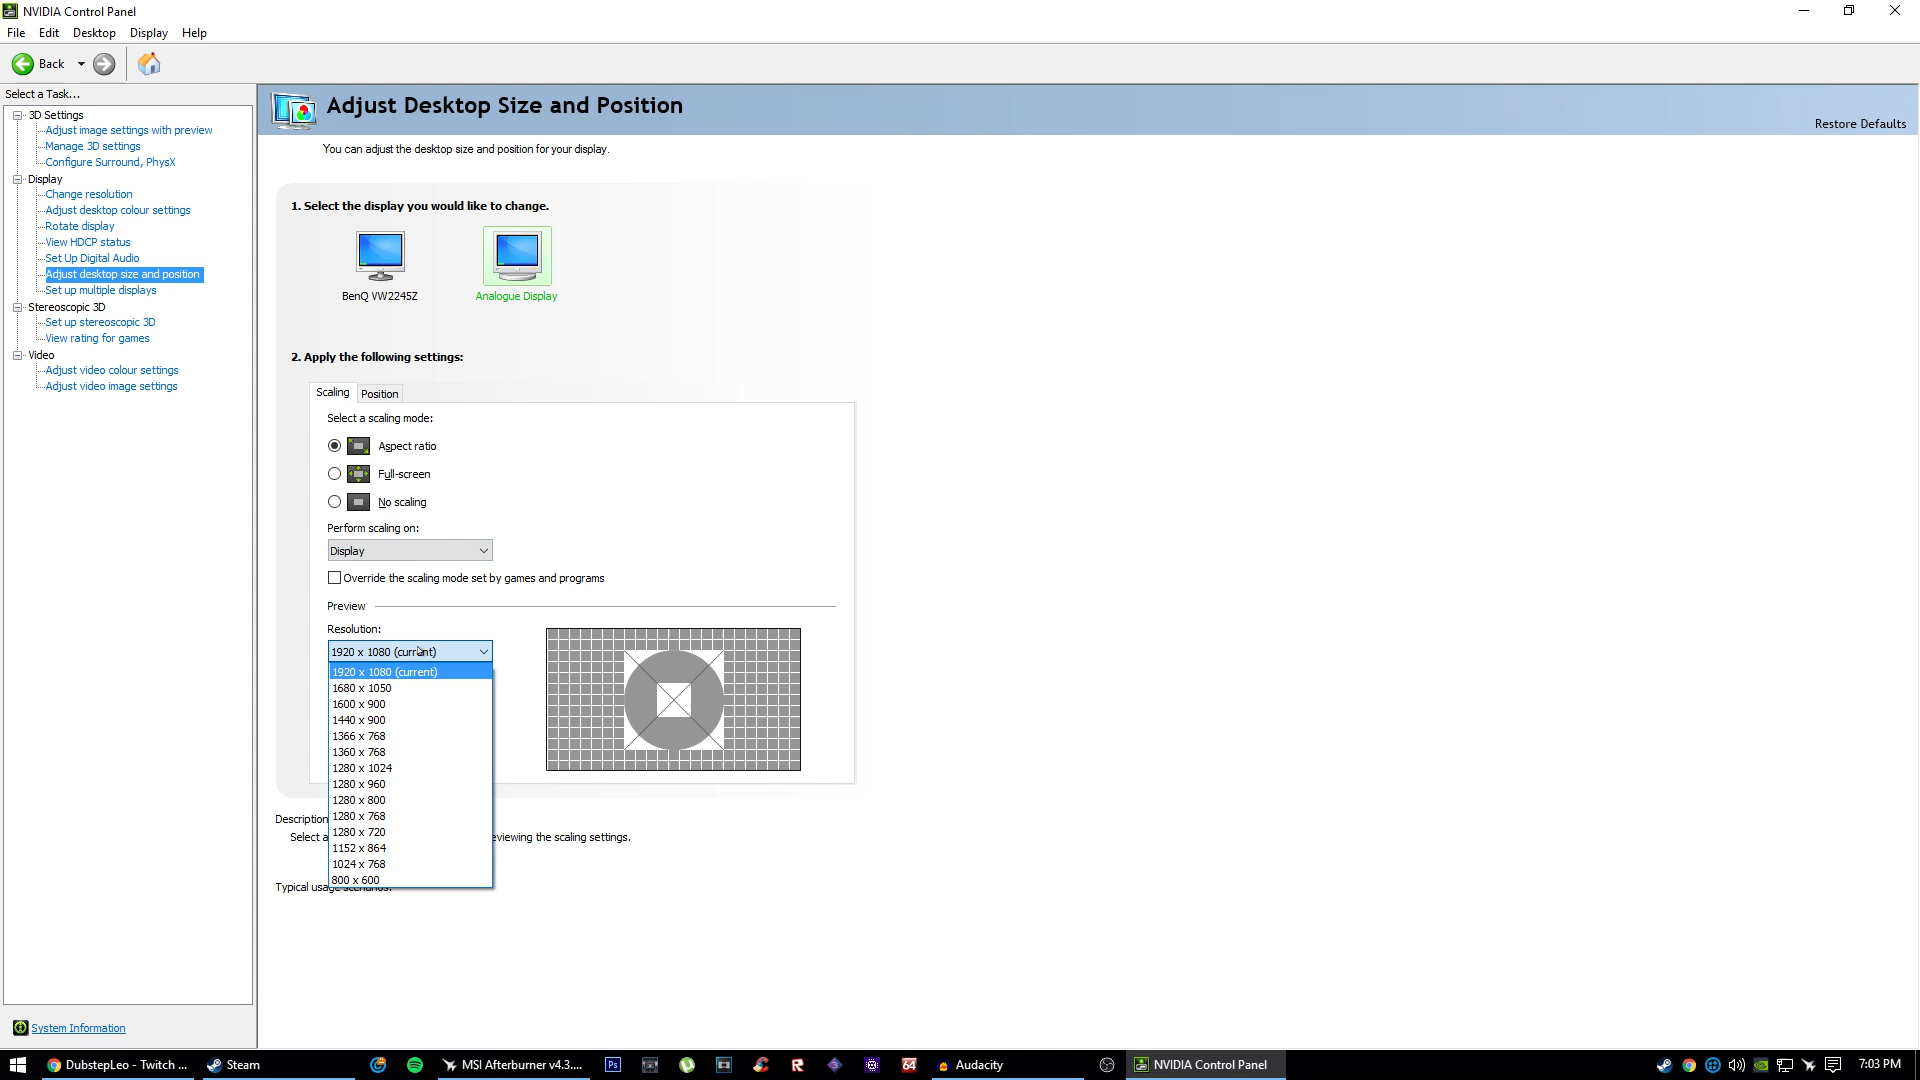 NVIDIA Control Panel
File Edit Desktop Display Help
Back
Select a Task...
3D Settings
Adjust image settings with preview
Manage 3D settings
Configure Surround, PhysX
Display
Change resolution
Adjust desktop colour settings
Rotate display
View HDCP status
Set Up Digital Audio
Adjust desktop size and position
Set up multiple displays
Stereoscopic 3D
Set up stereoscopic 3D
View rating for games
Video
Adjust video colour settings
Adjust video image settings
System Information
Adjust Desktop Size and Position
Restore Defaults
You can adjust the desktop size and position for your display.
1. Select the display you would like to change.
BenQ VW2245Z
Analogue Display
2. Apply the following settings:
Scaling Position
Select a scaling mode:
Aspect ratio
Full-screen
No scaling
Perform scaling on:
Display
Override the scaling mode set by games and programs
Preview
Resolution:
1920 x 1080 (current)
1920 x 1080 (current)
1680 x 1050
1600 x 900
1440 x 900
1366 x 768
1360 x 768
1280 x 1024
1280 x 960
1280 x 800
1280 x 768
1280 x 720
1152 x 864
1024 x 768
800 x 600
Description
Select a eviewing the scaling settings.
Typical usage scenarios:
DubstepLeo - Twitch ... Steam MSI Afterburner v4.3.... Ps 64 Audacity NVIDIA Control Panel 7:03 PM